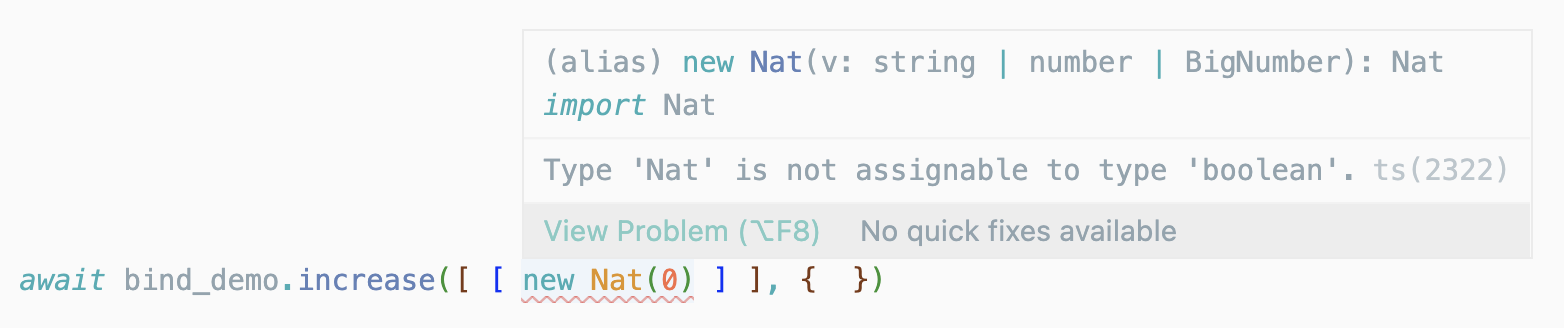 (alias) new Nat(v: string | number | BigNumber): Nat
import Nat
Type 'Nat' is not assignable to type 'boolean'. ts(2322)
View Problem (⌥F8) No quick fixes available
await bind_demo.increase([ [ new Nat(0) ] ], {  })